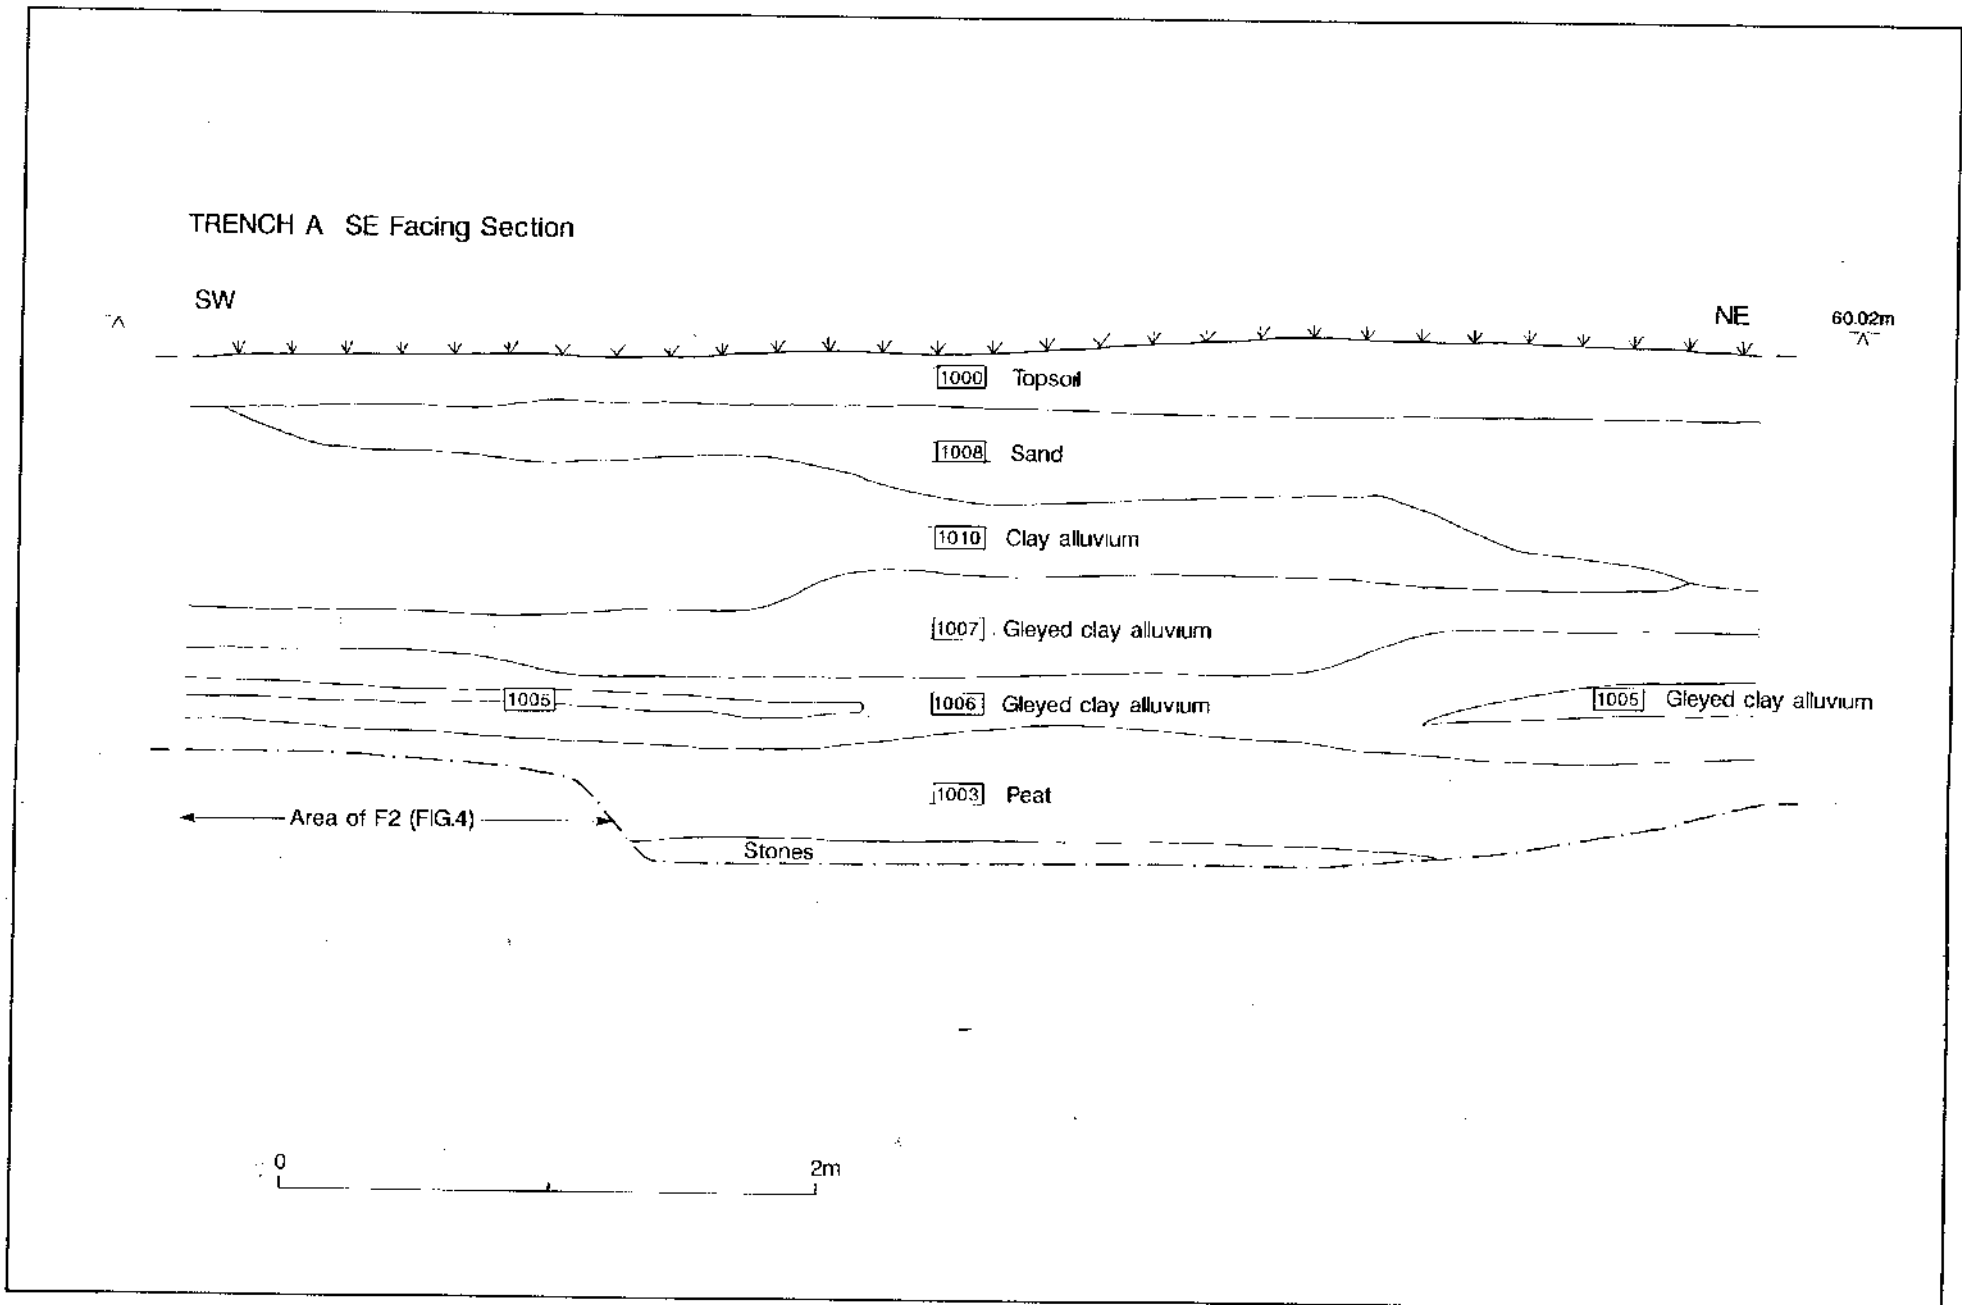 TRENCH A SE Facing Section
SW
NE
60.02m
1000 Topsoil
1008 Sand
1010 Clay alluvium
1007 Gleyed clay alluvium
1005
1006 Gleyed clay alluvium
1005 Gleyed clay alluvium
1003 Peat
Area of F2 (FIG.4)
Stones
0
2m